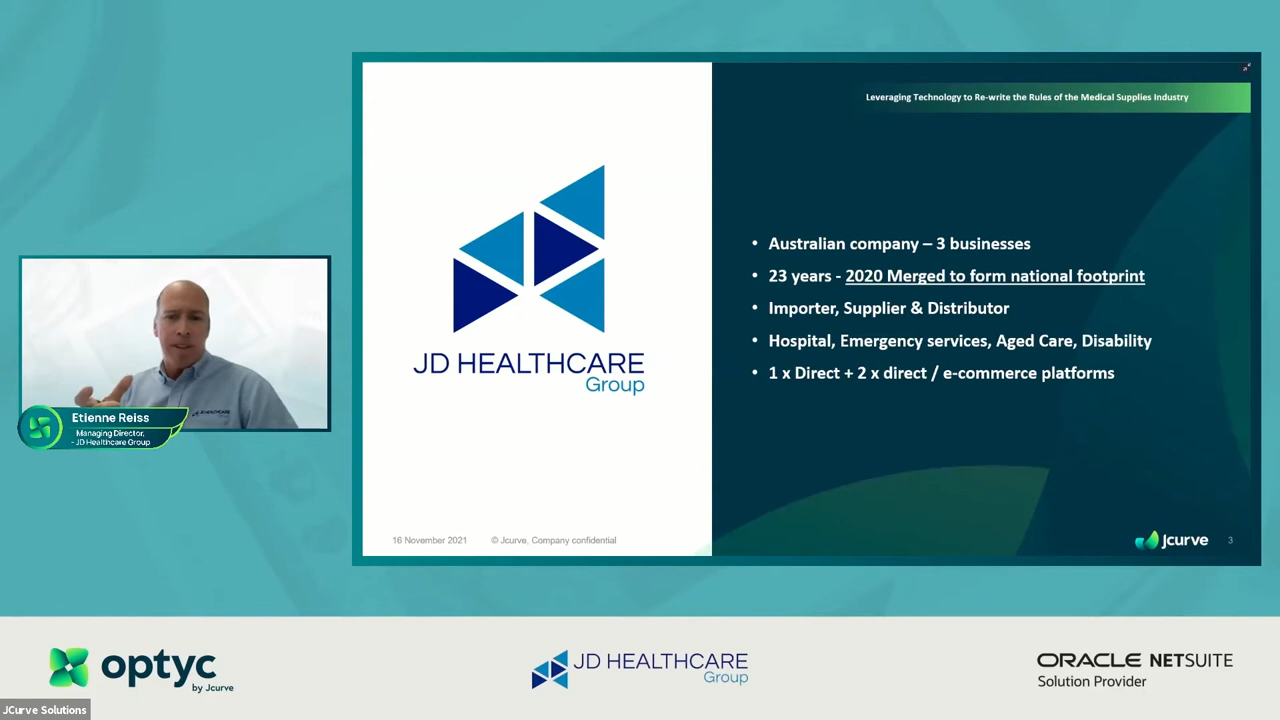 Leveraging Technology to Re-write the Rules of the Medical Supplies Industry
JD HEALTHCARE
Group
• Australian company – 3 businesses
• 23 years - 2020 Merged to form national footprint
• Importer, Supplier & Distributor
• Hospital, Emergency services, Aged Care, Disability
• 1 x Direct + 2 x direct / e-commerce platforms
16 November 2021 © Jcurve, Company confidential
Jcurve 3
JD HEALTHCARE
Etienne Reiss
Managing Director,
- JD Healthcare Group
optyc
by Jcurve
JD HEALTHCARE
Group
ORACLE NETSUITE
Solution Provider
JCurve Solutions